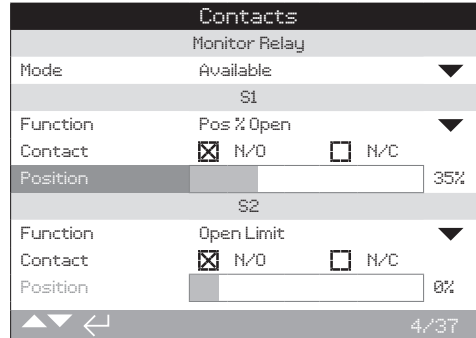 Contacts
Monitor Relay
Mode Available
S1
Function Pos % Open
Contact N/O N/C
Position 35%
S2
Function Open Limit
Contact N/O N/C
Position 0%
4/37